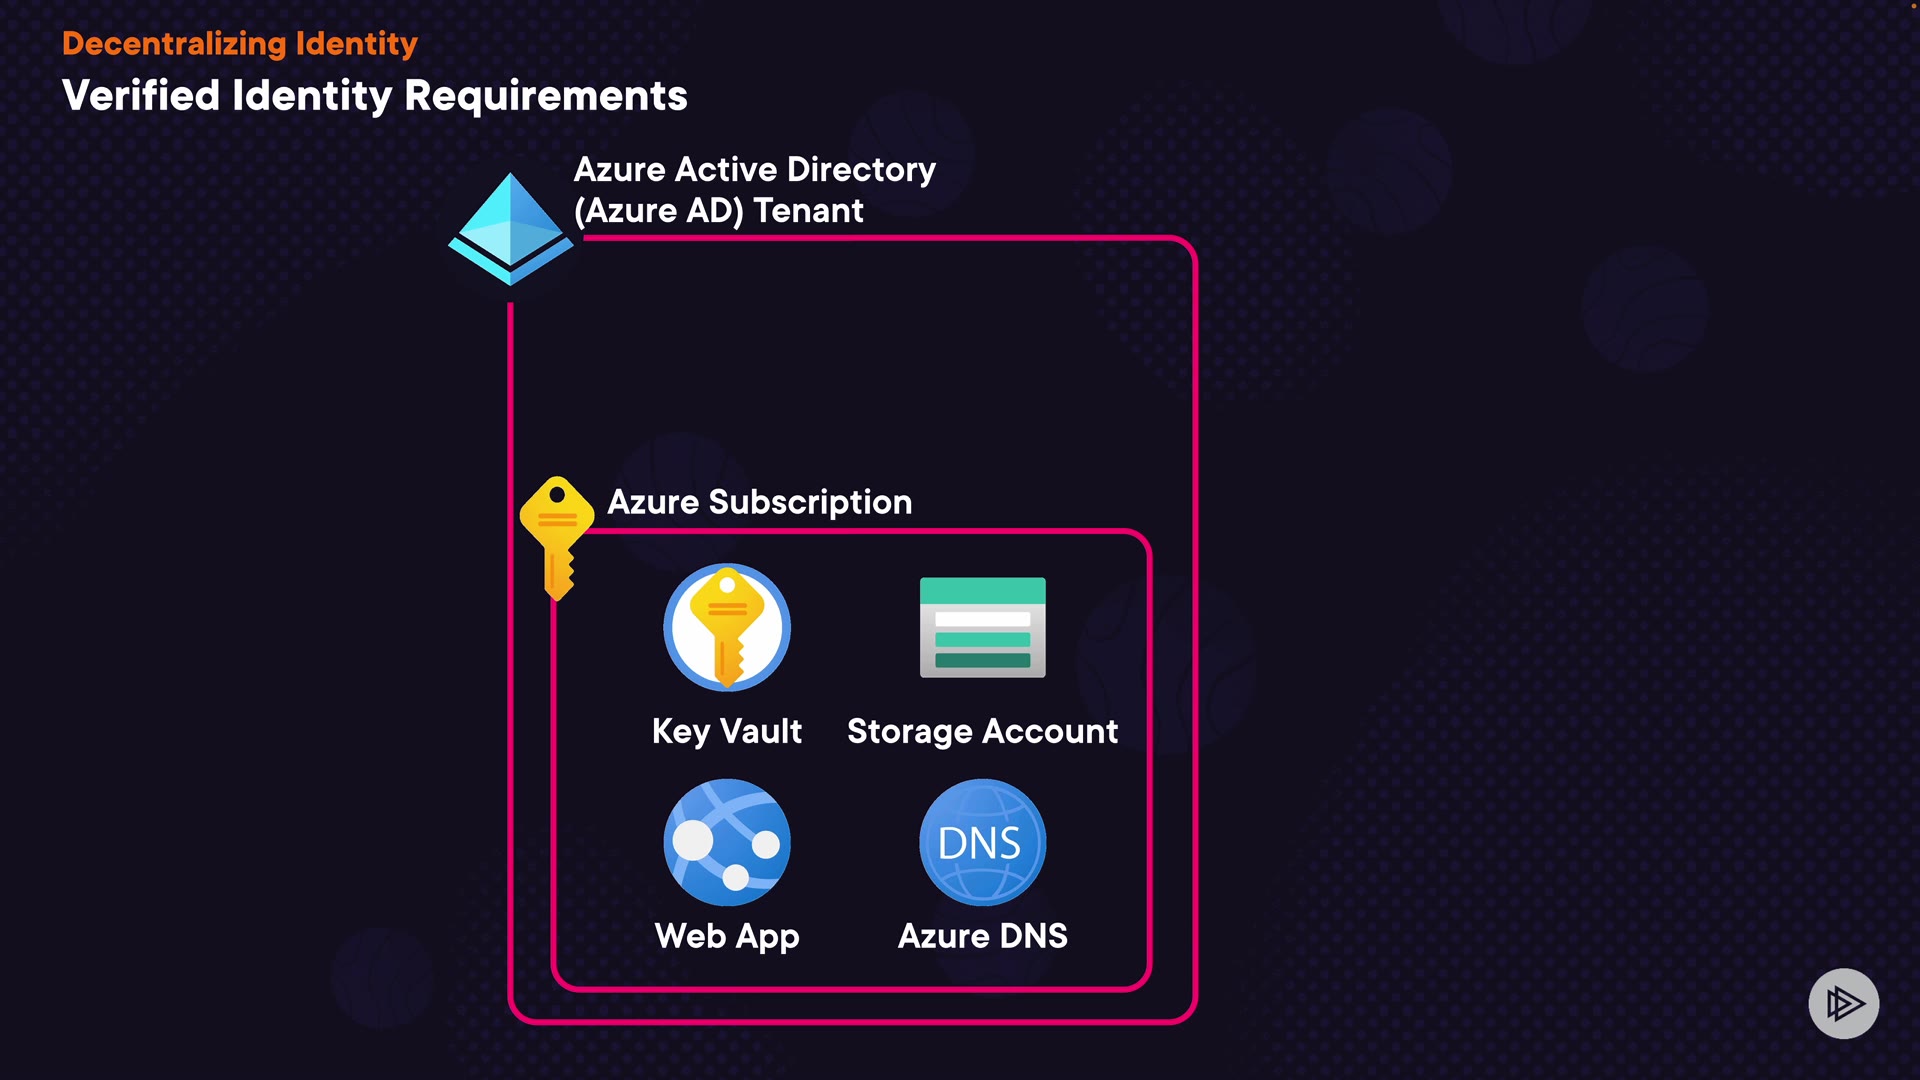 Decentralizing Identity
Verified Identity Requirements
Azure Active Directory
(Azure AD) Tenant
Azure Subscription
Key Vault
Storage Account
DNS
Web App
Azure DNS